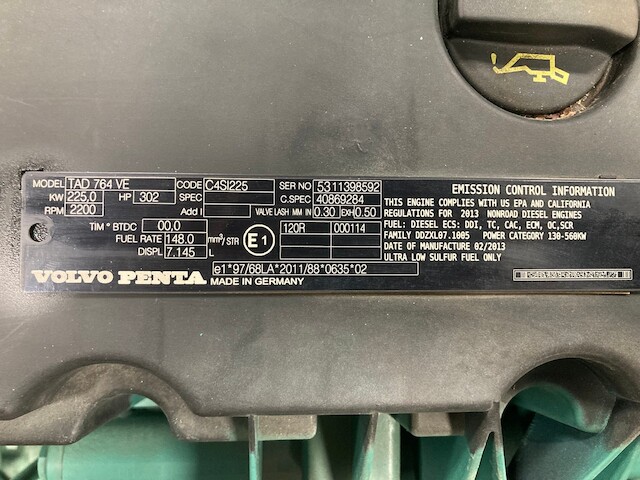 MODEL TAD 764 VE CODE C4SI225 SER NO 5311398592
KW 225,0 HP 302 SPEC C.SPEC 40869284
RPM 2200 Add I VALVE LASH MM IN 0.30 EXH 0.50
TIM ° BTDC 00,0 120R 000114
FUEL RATE 148.0 mm³/STR E1
DISPL 7.145 L
VOLVO PENTA
e1*97/68LA*2011/88*0635*02
MADE IN GERMANY
EMISSION CONTROL INFORMATION
THIS ENGINE COMPLIES WITH US EPA AND CALIFORNIA
REGULATIONS FOR 2013 NONROAD DIESEL ENGINES
FUEL: DIESEL ECS: DDI, TC, CAC, ECM, OC,SCR
FAMILY DDZXL07.1005 POWER CATEGORY 130-560KW
DATE OF MANUFACTURE 02/2013
ULTRA LOW SULFUR FUEL ONLY